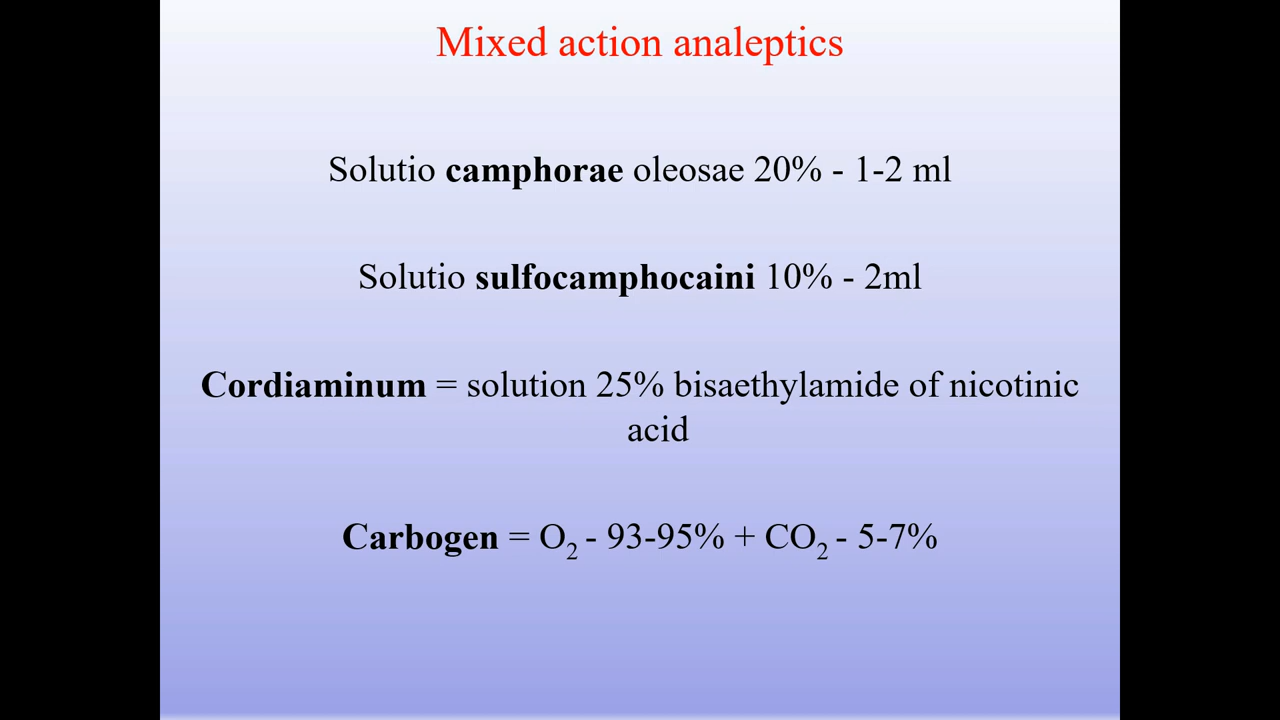 Mixed action analeptics
Solutio camphorae oleosae 20% - 1-2 ml
Solutio sulfocamphocaini 10% - 2ml
Cordiaminum = solution 25% bisaethylamide of nicotinic
acid
Carbogen = O₂ - 93-95% + CO₂ - 5-7%